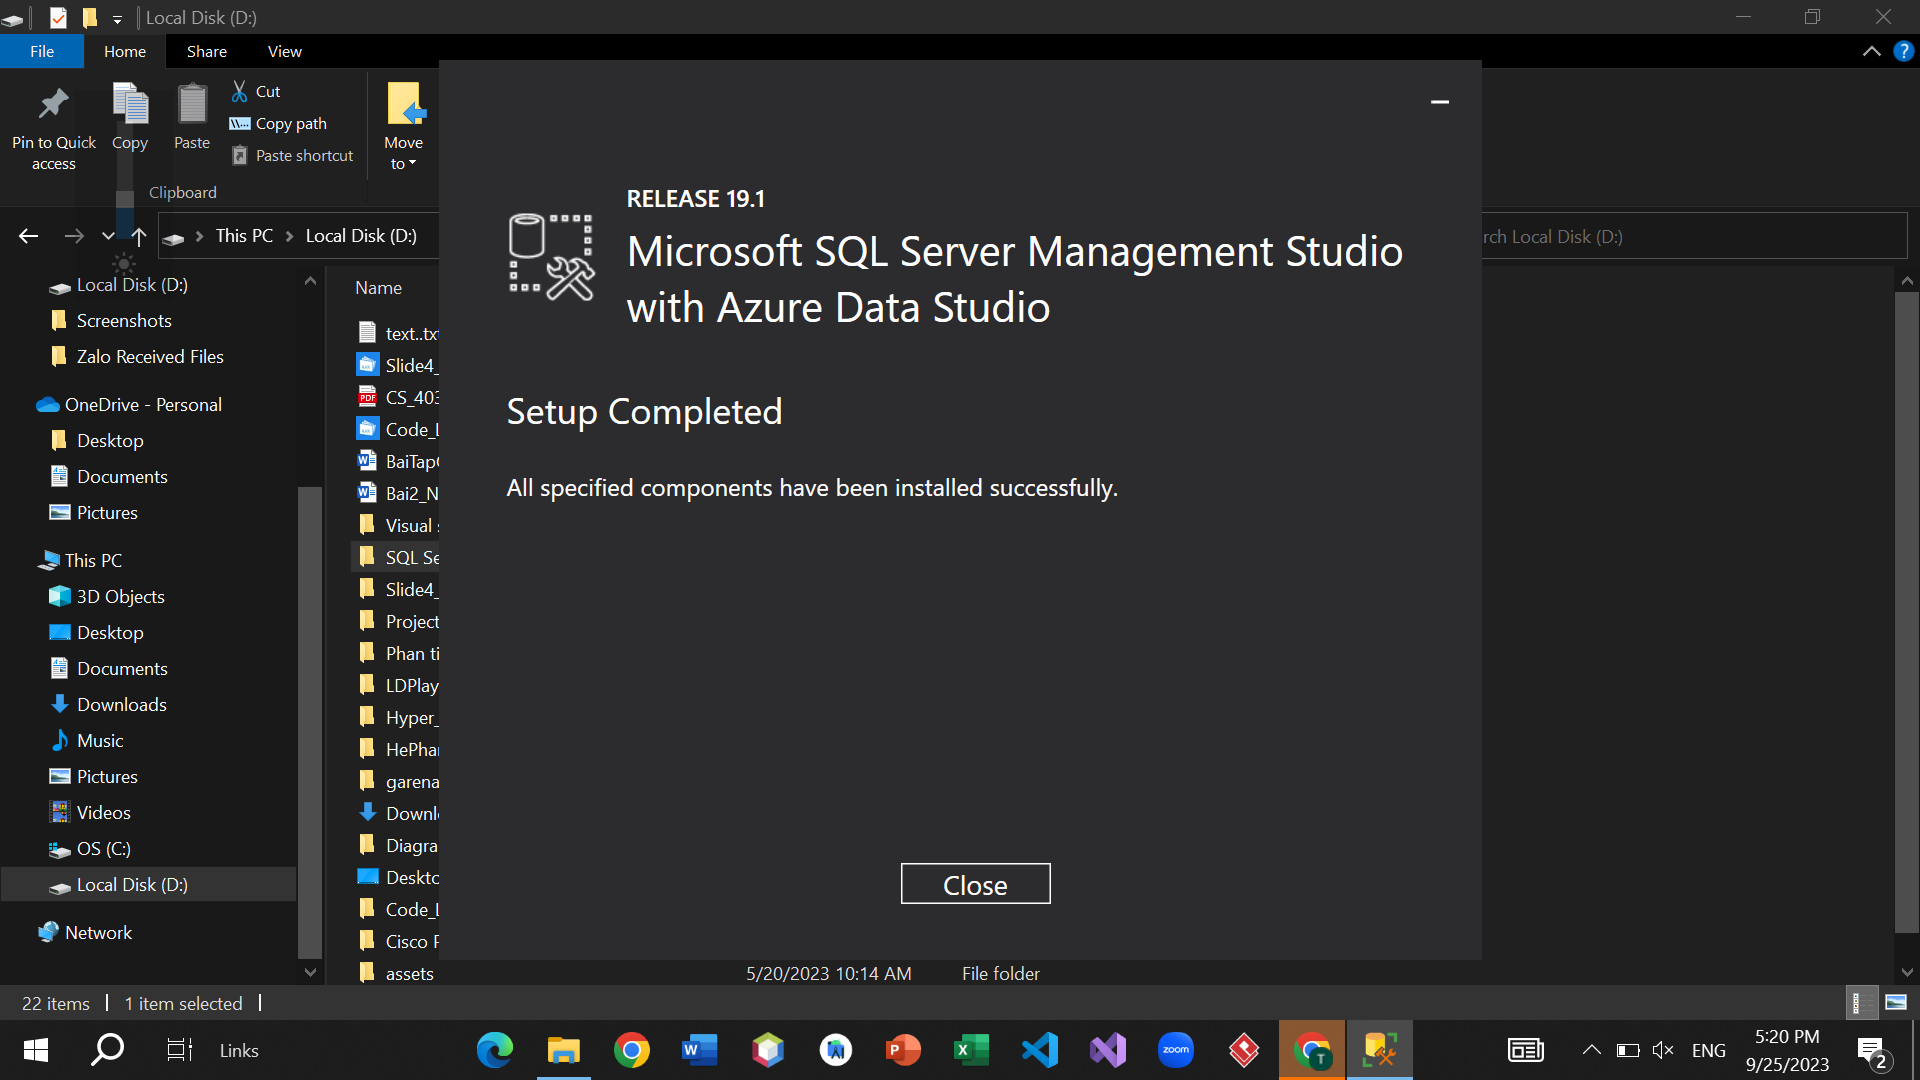 Local Disk (D:)
File
Home
Share
View
Pin to Quick access
Copy
Paste
Cut
Copy path
Paste shortcut
Move to
Clipboard
This PC
Local Disk (D:)
rch Local Disk (D:)
Local Disk (D:)
Screenshots
Zalo Received Files
OneDrive - Personal
Desktop
Documents
Pictures
This PC
3D Objects
Desktop
Documents
Downloads
Music
Pictures
Videos
OS (C:)
Local Disk (D:)
Network
Name
text..tx
Slide4_
CS_403
Code_
BaiTap
Bai2_N
Visual
SQL Se
Slide4_
Project
Phan ti
LDPlay
Hyper_
HePha
garena
Downl
Diagra
Deskto
Code_
Cisco
assets
5/20/2023 10:14 AM
File folder
RELEASE 19.1
Microsoft SQL Server Management Studio
with Azure Data Studio
Setup Completed
All specified components have been installed successfully.
Close
22 items
1 item selected
Links
zoom
T
ENG
5:20 PM
9/25/2023
2